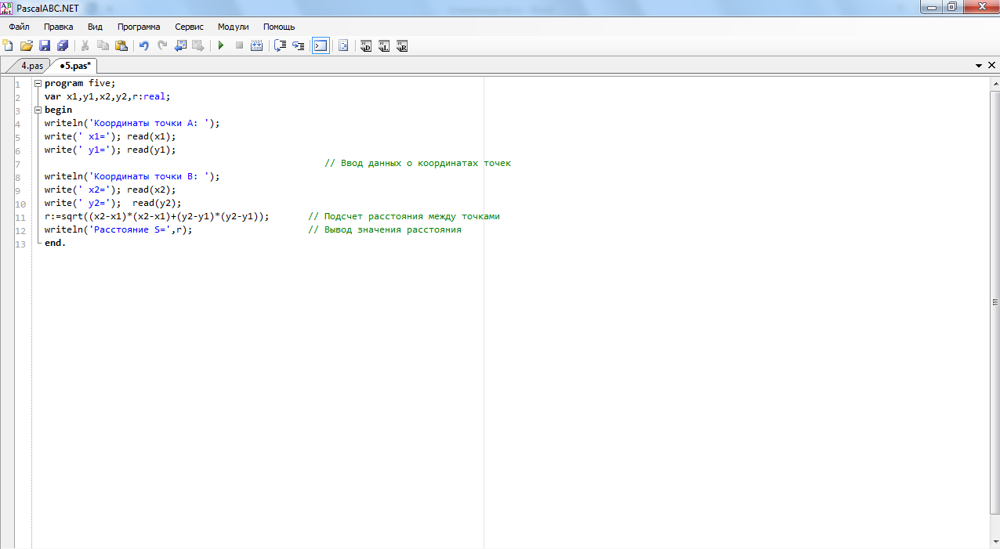 PascalABC.NET
Файл Правка Вид Программа Сервис Модули Помощь
4.pas •5.pas*
1 program five;
2 var x1,y1,x2,y2,r:real;
3 begin
4 writeln('Координаты точки A: ');
5 write(' x1='); read(x1);
6 write(' y1='); read(y1);
7 // Ввод данных о координатах точек
8 writeln('Координаты точки B: ');
9 write(' x2='); read(x2);
10 write(' y2=');  read(y2);
11 r:=sqrt((x2-x1)*(x2-x1)+(y2-y1)*(y2-y1)); // Подсчет расстояния между точками
12 writeln('Расстояние S=',r); // Вывод значения расстояния
13 end.